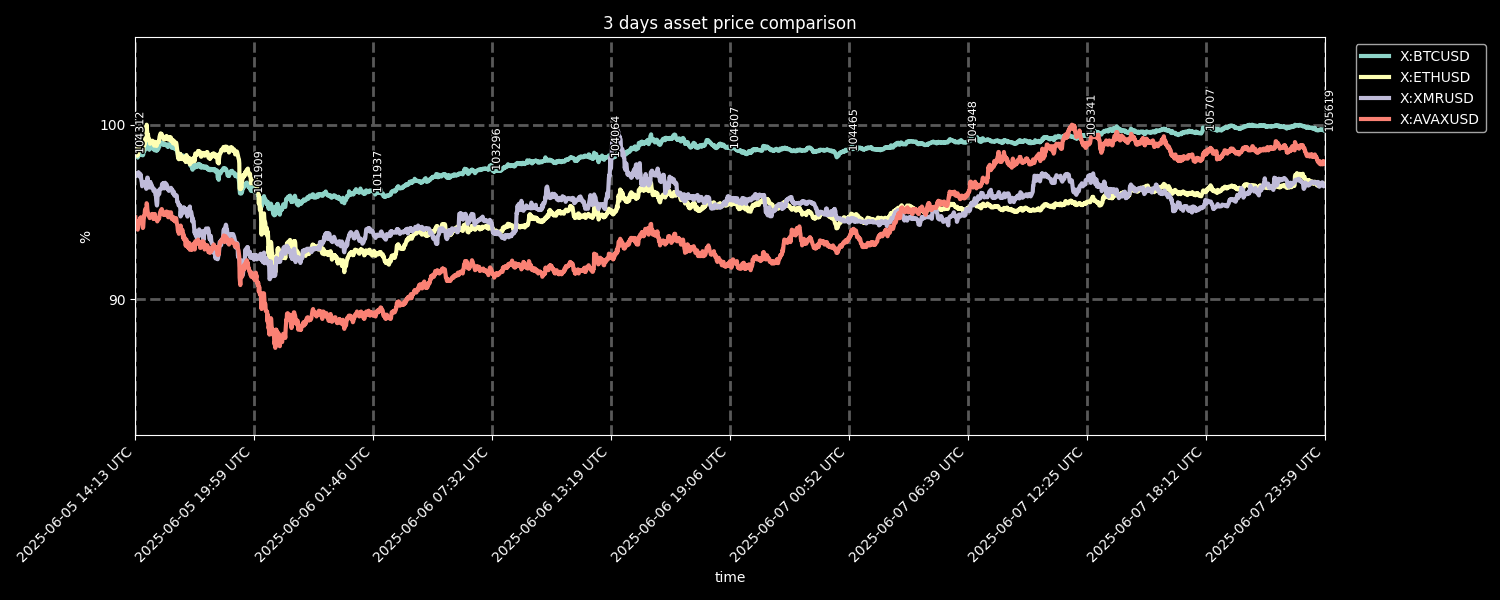 3 days asset price comparison
X:BTCUSD
X:ETHUSD
X:XMRUSD
X:AVAXUSD
%
100
90
104312
101909
101937
103296
104064
104607
104465
104948
105341
105707
105619
2025-06-05 14:13 UTC
2025-06-05 19:59 UTC
2025-06-06 01:46 UTC
2025-06-06 07:32 UTC
2025-06-06 13:19 UTC
2025-06-06 19:06 UTC
2025-06-07 00:52 UTC
2025-06-07 06:39 UTC
2025-06-07 12:25 UTC
2025-06-07 18:12 UTC
2025-06-07 23:59 UTC
time